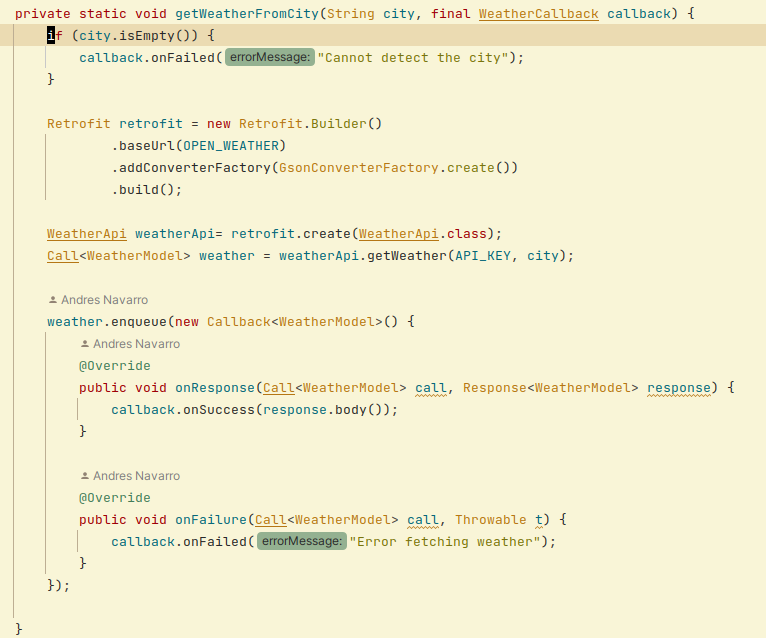 private static void getWeatherFromCity(String city, final WeatherCallback callback) {
if (city.isEmpty()) {
callback.onFailed( errorMessage: "Cannot detect the city");
}
Retrofit retrofit = new Retrofit.Builder()
.baseUrl(OPEN_WEATHER)
.addConverterFactory(GsonConverterFactory.create())
.build();
WeatherApi weatherApi= retrofit.create(WeatherApi.class);
Call<WeatherModel> weather = weatherApi.getWeather(API_KEY, city);
Andres Navarro
weather.enqueue(new Callback<WeatherModel>() {
Andres Navarro
@Override
public void onResponse(Call<WeatherModel> call, Response<WeatherModel> response) {
callback.onSuccess(response.body());
}
Andres Navarro
@Override
public void onFailure(Call<WeatherModel> call, Throwable t) {
callback.onFailed( errorMessage: "Error fetching weather");
}
});
}